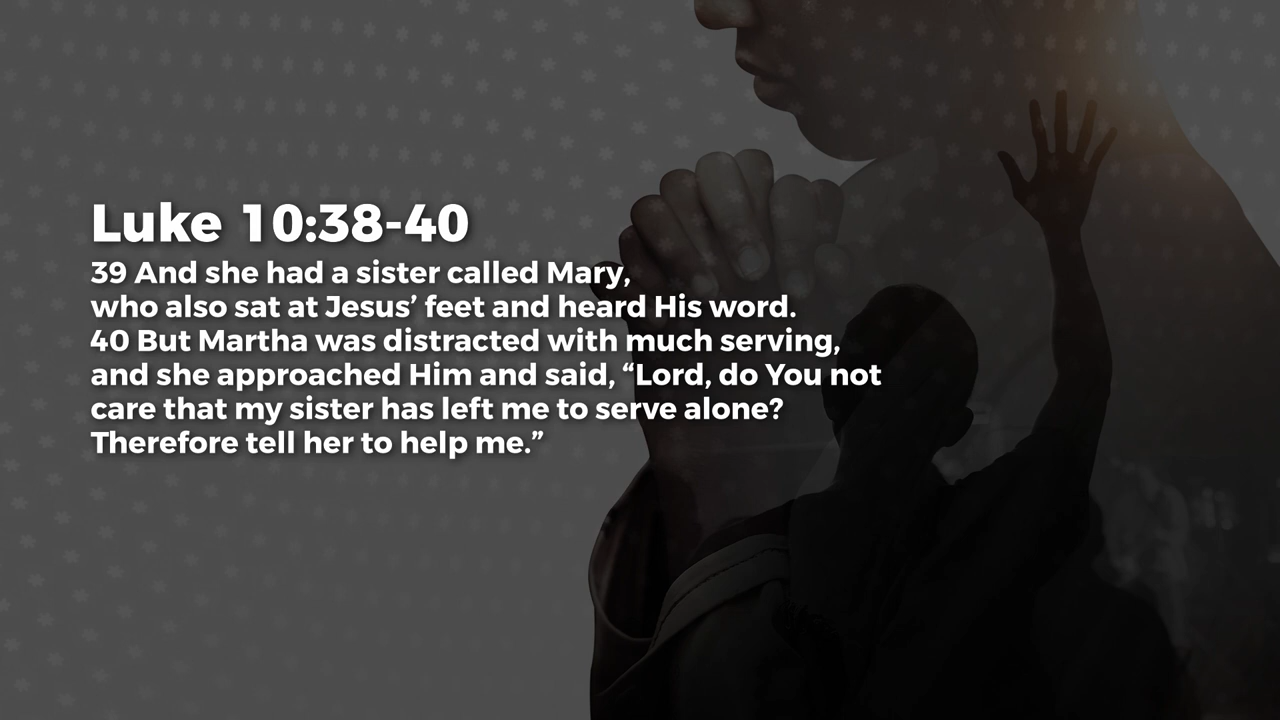 Luke 10:38-40
39 And she had a sister called Mary,
who also sat at Jesus’ feet and heard His word.
40 But Martha was distracted with much serving,
and she approached Him and said, “Lord, do You not
care that my sister has left me to serve alone?
Therefore tell her to help me.”